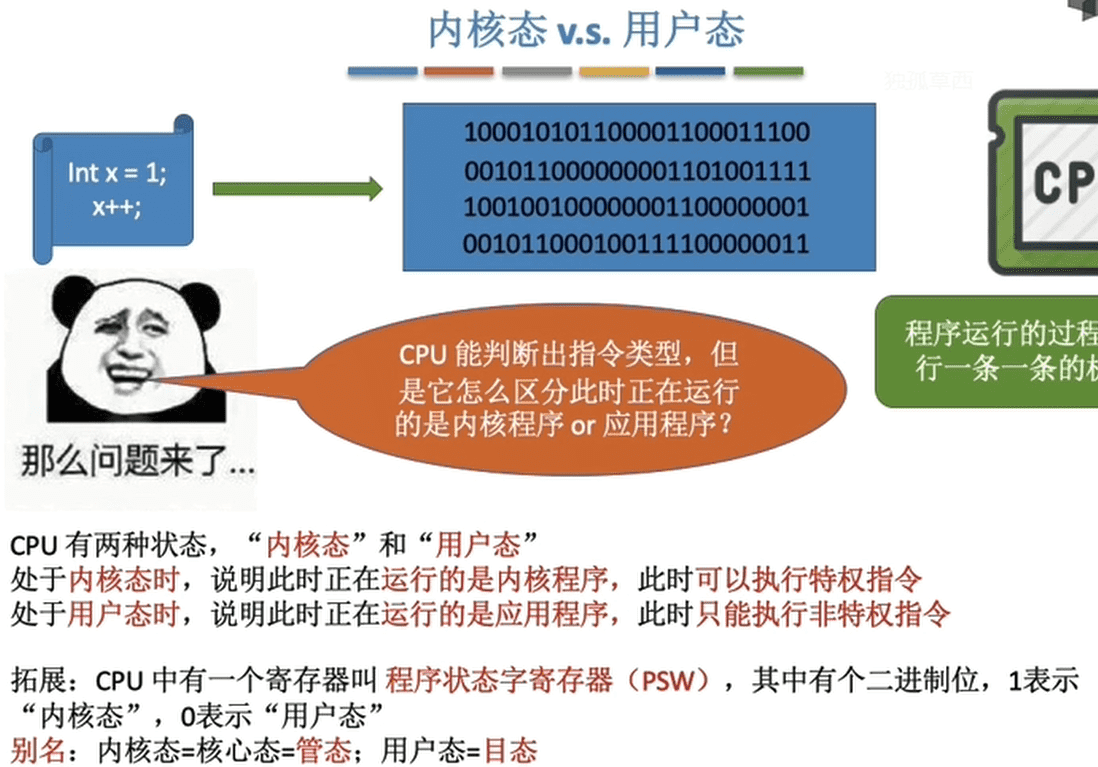 内核态 v.s. 用户态
独孤草西
Int x = 1;
x++;
100010101100001100011100
001011000000001101001111
100100100000001100000001
001011000100111100000011
CP
程序运行的过程
行一条一条的机
CPU 能判断出指令类型，但
是它怎么区分此时正在运行
的是内核程序 or 应用程序？
那么问题来了...
CPU 有两种状态，“内核态”和“用户态”
处于内核态时，说明此时正在运行的是内核程序，此时可以执行特权指令
处于用户态时，说明此时正在运行的是应用程序，此时只能执行非特权指令
拓展：CPU 中有一个寄存器叫 程序状态字寄存器（PSW），其中有个二进制位，1表示
“内核态”，0表示“用户态”
别名：内核态=核心态=管态；用户态=目态